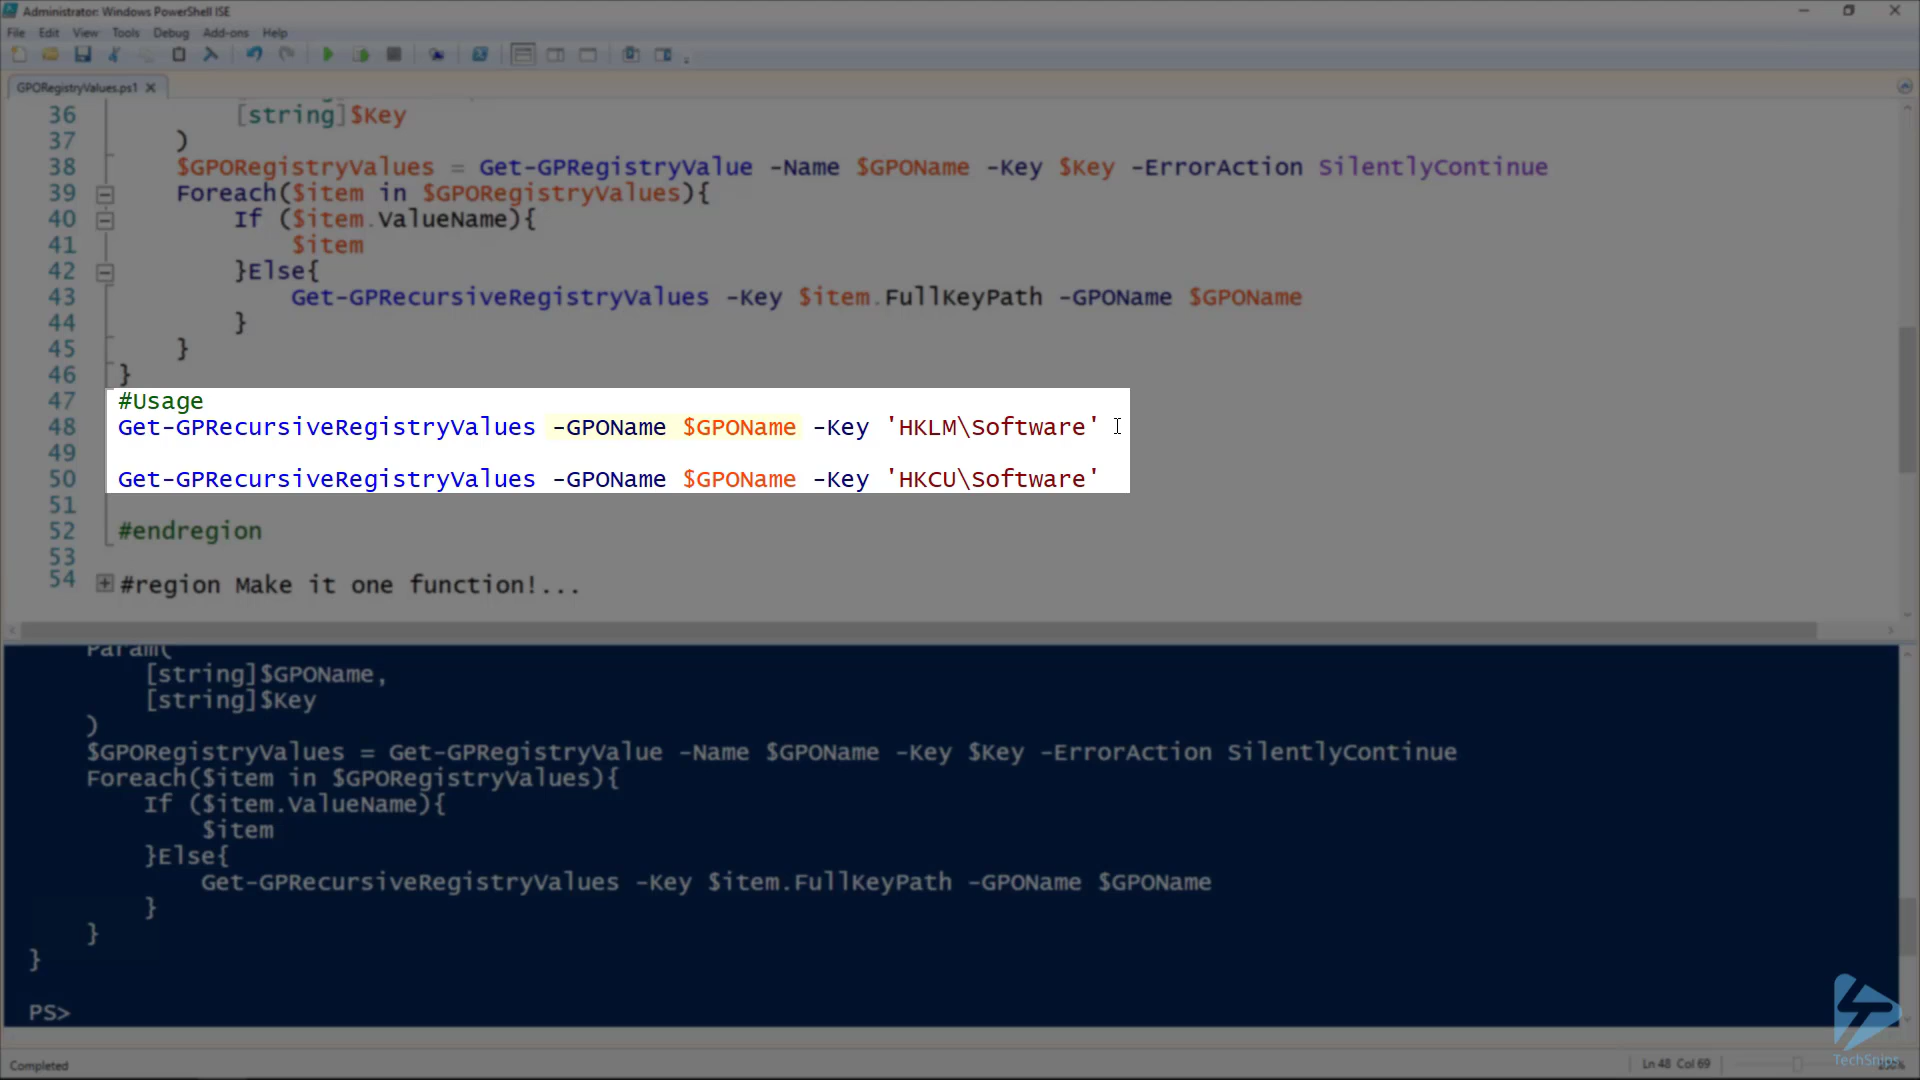 Administrator: Windows PowerShell ISE
File Edit View Tools Debug Add-ons Help
GPORegistryValues.ps1
36 [string]$Key
37 )
38 $GPORegistryValues = Get-GPRegistryValue -Name $GPOName -Key $Key -ErrorAction SilentlyContinue
39 Foreach($item in $GPORegistryValues){
40 If ($item.ValueName){
41 $item
42 }Else{
43 Get-GPRecursiveRegistryValues -Key $item.FullKeyPath -GPOName $GPOName
44 }
45 }
46 }
47 #Usage
48 Get-GPRecursiveRegistryValues -GPOName $GPOName -Key 'HKLM\Software'
49
50 Get-GPRecursiveRegistryValues -GPOName $GPOName -Key 'HKCU\Software'
51
52 #endregion
53
54 #region Make it one function!...
Param(
[string]$GPOName,
[string]$Key
)
$GPORegistryValues = Get-GPRegistryValue -Name $GPOName -Key $Key -ErrorAction SilentlyContinue
Foreach($item in $GPORegistryValues){
If ($item.ValueName){
$item
}Else{
Get-GPRecursiveRegistryValues -Key $item.FullKeyPath -GPOName $GPOName
}
}
}
PS>
TechSnips
Completed
Ln 48 Col 69